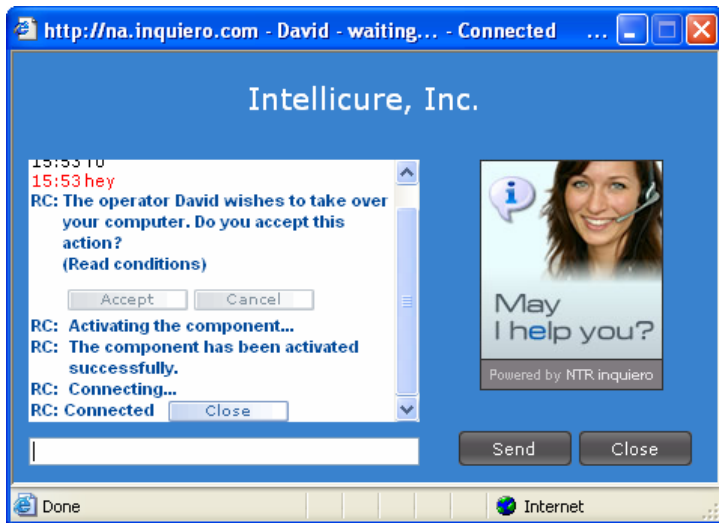 http://na.inquiero.com - David - waiting... - Connected ...
Intellicure, Inc.
15:53 hey
RC: The operator David wishes to take over
your computer. Do you accept this
action?
(Read conditions)
Accept Cancel
RC: Activating the component...
RC: The component has been activated
successfully.
RC: Connecting...
RC: Connected Close
i
May
I help you?
Powered by NTR inquiero
Send Close
Done Internet